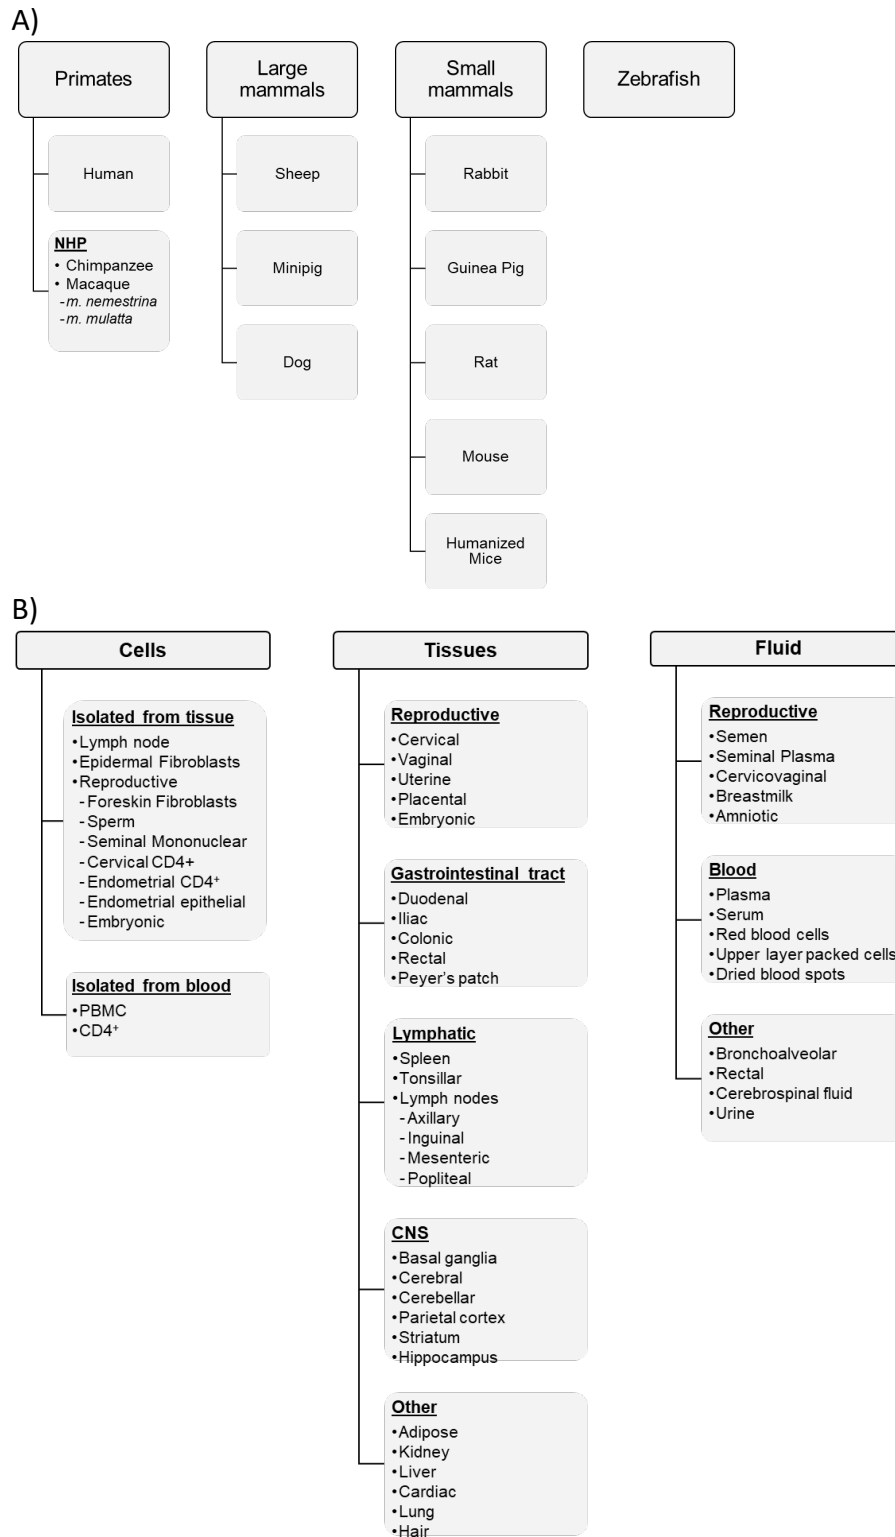 A)
Primates
Human
NHP
• Chimpanzee
• Macaque
- m. nemestrina
- m. mulatta
Large
mammals
Sheep
Minipig
Dog
Small
mammals
Rabbit
Guinea Pig
Rat
Mouse
Humanized
Mice
Zebrafish
B)
Cells
Isolated from tissue
•Lymph node
•Epidermal Fibroblasts
•Reproductive
- Foreskin Fibroblasts
- Sperm
- Seminal Mononuclear
- Cervical CD4+
- Endometrial CD4⁺
- Endometrial epithelial
- Embryonic
Isolated from blood
•PBMC
•CD4⁺
Tissues
Reproductive
•Cervical
•Vaginal
•Uterine
•Placental
•Embryonic
Gastrointestinal tract
•Duodenal
•Iliac
•Colonic
•Rectal
•Peyer's patch
Lymphatic
•Spleen
•Tonsillar
•Lymph nodes
- Axillary
- Inguinal
- Mesenteric
- Popliteal
CNS
•Basal ganglia
•Cerebral
•Cerebellar
•Parietal cortex
•Striatum
•Hippocampus
Other
•Adipose
•Kidney
•Liver
•Cardiac
•Lung
•Hair
Fluid
Reproductive
•Semen
•Seminal Plasma
•Cervicovaginal
•Breastmilk
•Amniotic
Blood
•Plasma
•Serum
•Red blood cells
•Upper layer packed cells
•Dried blood spots
Other
•Bronchoalveolar
•Rectal
•Cerebrospinal fluid
•Urine